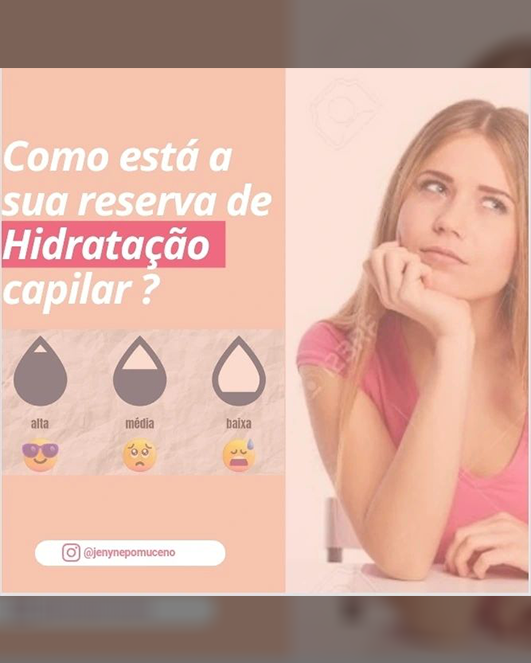 Como está a
sua reserva de
Hidratação
capilar ?
alta
média
baixa
@jenynepomuceno